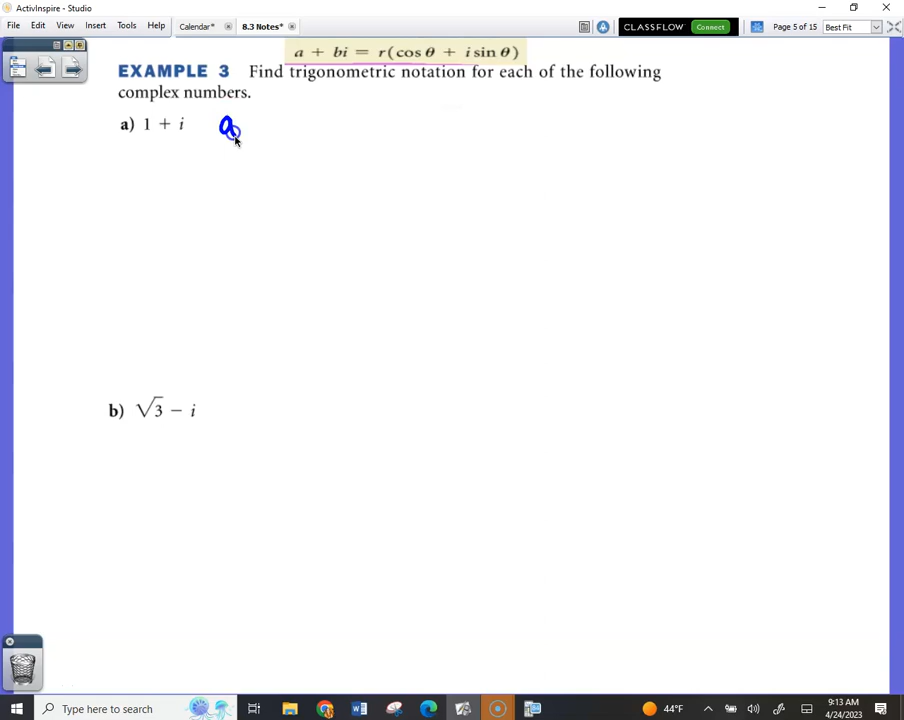 ActivInspire - Studio
File Edit View Insert Tools Help Calendar* 8.3 Notes* CLASSFLOW Connect Page 5 of 15 Best Fit
a + bi = r(cos θ + i sin θ)
EXAMPLE 3 Find trigonometric notation for each of the following
complex numbers.
a) 1 + i a
b) √3 − i
Type here to search 44°F 9:13 AM
4/24/2023